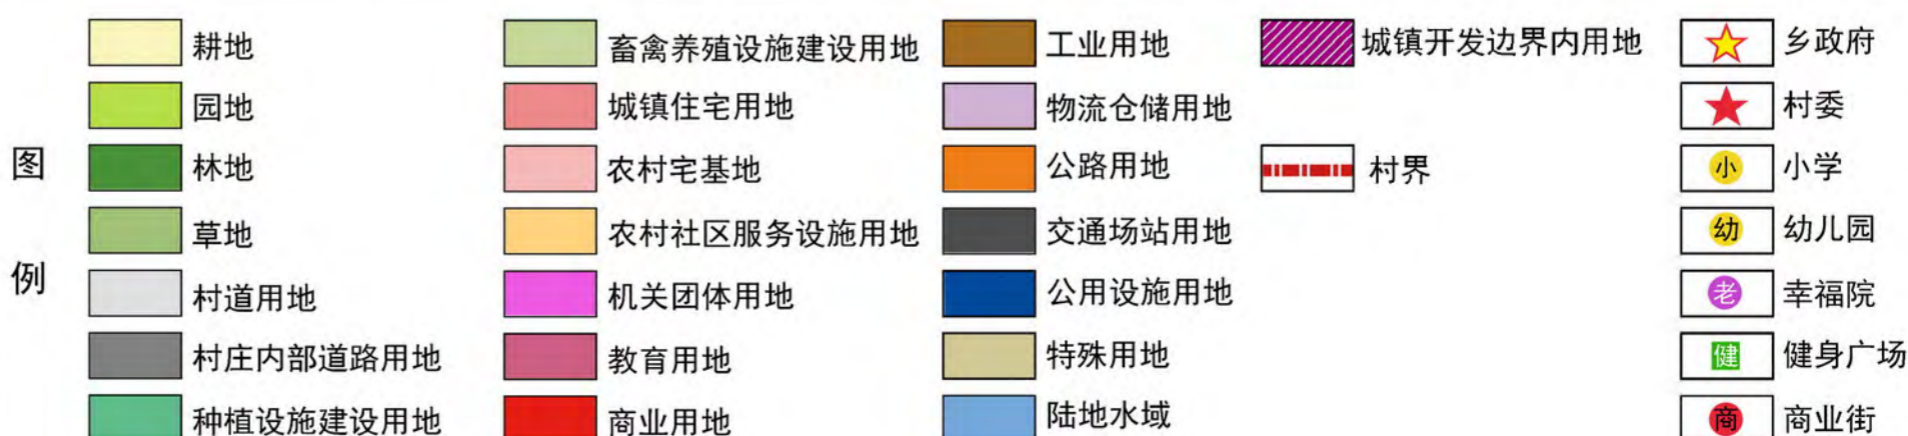 图例
耕地
园地
林地
草地
村道用地
村庄内部道路用地
种植设施建设用地
畜禽养殖设施建设用地
城镇住宅用地
农村宅基地
农村社区服务设施用地
机关团体用地
教育用地
商业用地
工业用地
物流仓储用地
公路用地
交通场站用地
公用设施用地
特殊用地
陆地水域
城镇开发边界内用地
村界
乡政府
村委
小 小学
幼 幼儿园
老 幸福院
健 健身广场
商 商业街